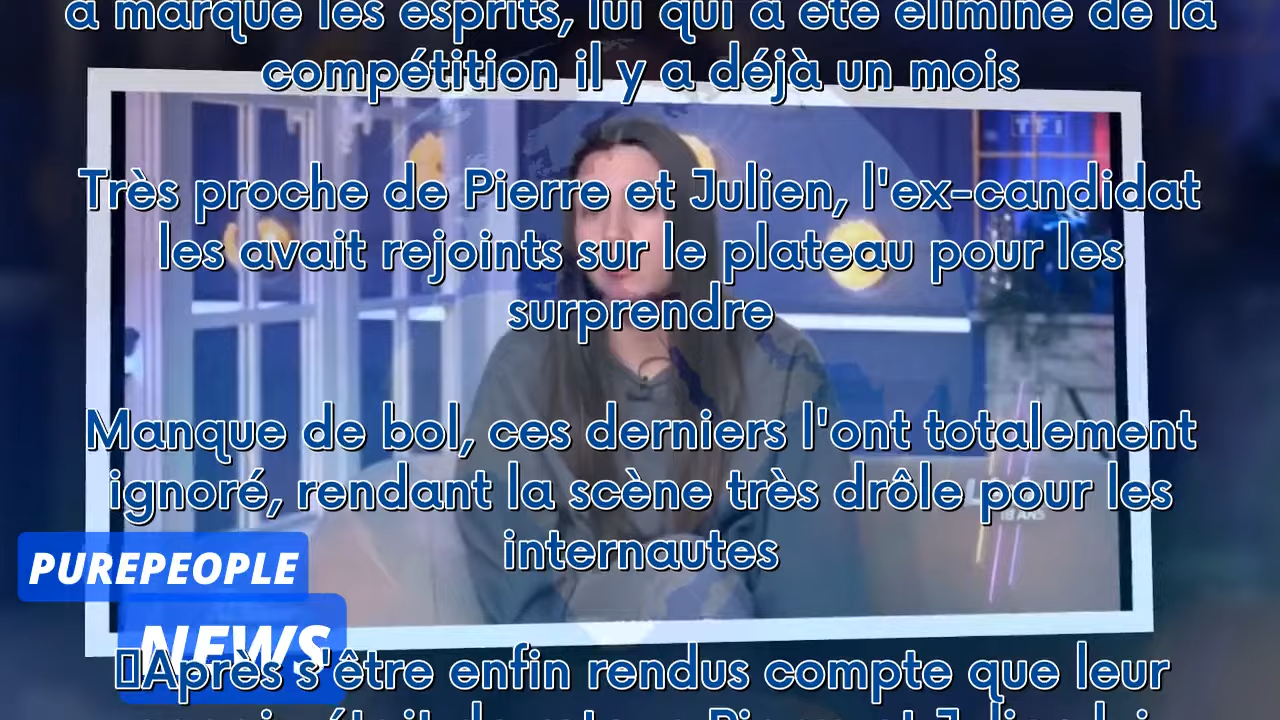 a marqué les esprits, lui qui a été éliminé de la
compétition il y a déjà un mois
TF1
Très proche de Pierre et Julien, l'ex-candidat
les avait rejoints sur le plateau pour les
surprendre
Manque de bol, ces derniers l'ont totalement
ignoré, rendant la scène très drôle pour les
internautes
18 ANS
PUREPEOPLE
NEWS
Après s'être enfin rendus compte que leur